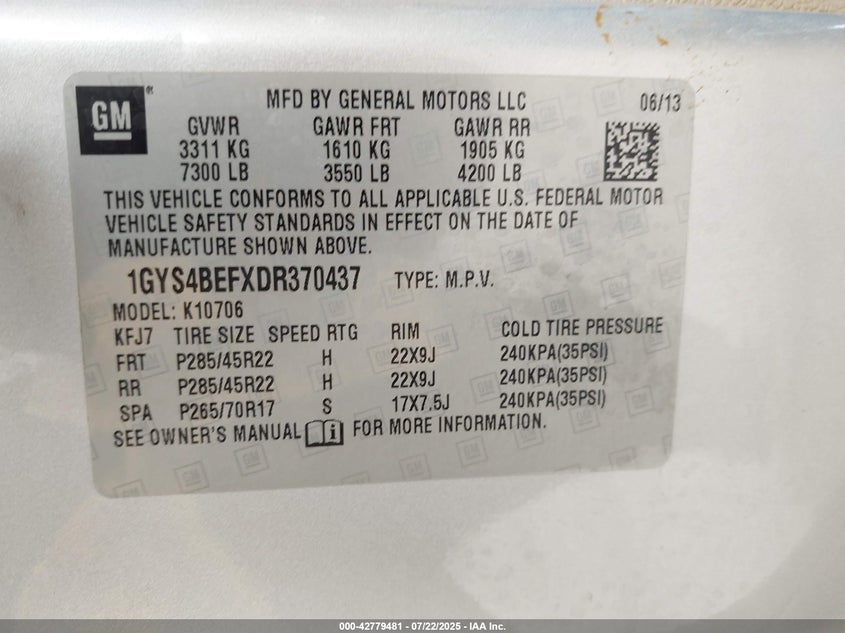 GM ®
MFD BY GENERAL MOTORS LLC 06/13
GVWR GAWR FRT GAWR RR
3311 KG 1610 KG 1905 KG
7300 LB 3550 LB 4200 LB
THIS VEHICLE CONFORMS TO ALL APPLICABLE U.S. FEDERAL MOTOR
VEHICLE SAFETY STANDARDS IN EFFECT ON THE DATE OF
MANUFACTURE SHOWN ABOVE.
1GYS4BEFXDR370437 TYPE: M.P.V.
MODEL: K10706
KFJ7 TIRE SIZE SPEED RTG RIM COLD TIRE PRESSURE
FRT P285/45R22 H 22X9J 240KPA(35PSI)
RR P285/45R22 H 22X9J 240KPA(35PSI)
SPA P265/70R17 S 17X7.5J 240KPA(35PSI)
SEE OWNER'S MANUAL FOR MORE INFORMATION.
000-42779481 - 07/22/2025 - IAA Inc.